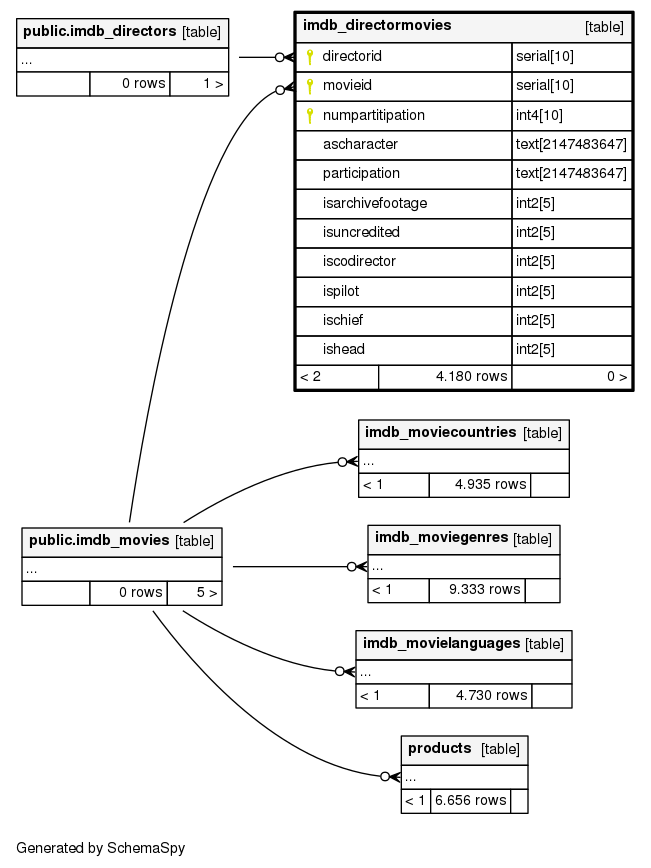 public.imdb_directors [table]
...
0 rows 1 >
imdb_directormovies [table]
directorid serial[10]
movieid serial[10]
numpartitipation int4[10]
ascharacter text[2147483647]
participation text[2147483647]
isarchivefootage int2[5]
isuncredited int2[5]
iscodirector int2[5]
ispilot int2[5]
ischief int2[5]
ishead int2[5]
< 2 4.180 rows 0 >
imdb_moviecountries [table]
...
< 1 4.935 rows
public.imdb_movies [table]
...
0 rows 5 >
imdb_moviegenres [table]
...
< 1 9.333 rows
imdb_movielanguages [table]
...
< 1 4.730 rows
products [table]
...
< 1 6.656 rows
Generated by SchemaSpy